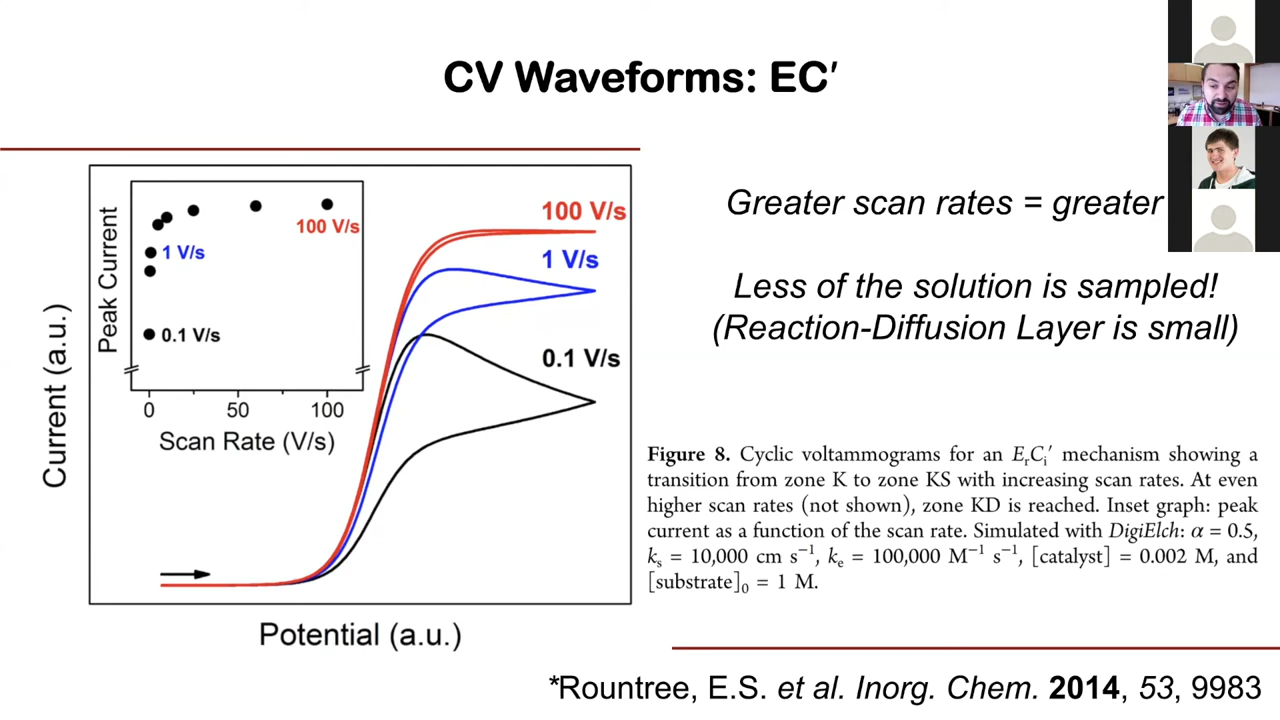 CV Waveforms: EC′
Greater scan rates = greater
Less of the solution is sampled!
(Reaction-Diffusion Layer is small)
Current (a.u.)
Peak Current
100 V/s
1 V/s
0.1 V/s
100 V/s
1 V/s
0.1 V/s
0 50 100
Scan Rate (V/s)
Potential (a.u.)
Figure 8. Cyclic voltammograms for an ErCi′ mechanism showing a
transition from zone K to zone KS with increasing scan rates. At even
higher scan rates (not shown), zone KD is reached. Inset graph: peak
current as a function of the scan rate. Simulated with DigiElch: α = 0.5,
ks = 10,000 cm s−1, ke = 100,000 M−1 s−1, [catalyst] = 0.002 M, and
[substrate]0 = 1 M.
*Rountree, E.S. et al. Inorg. Chem. 2014, 53, 9983